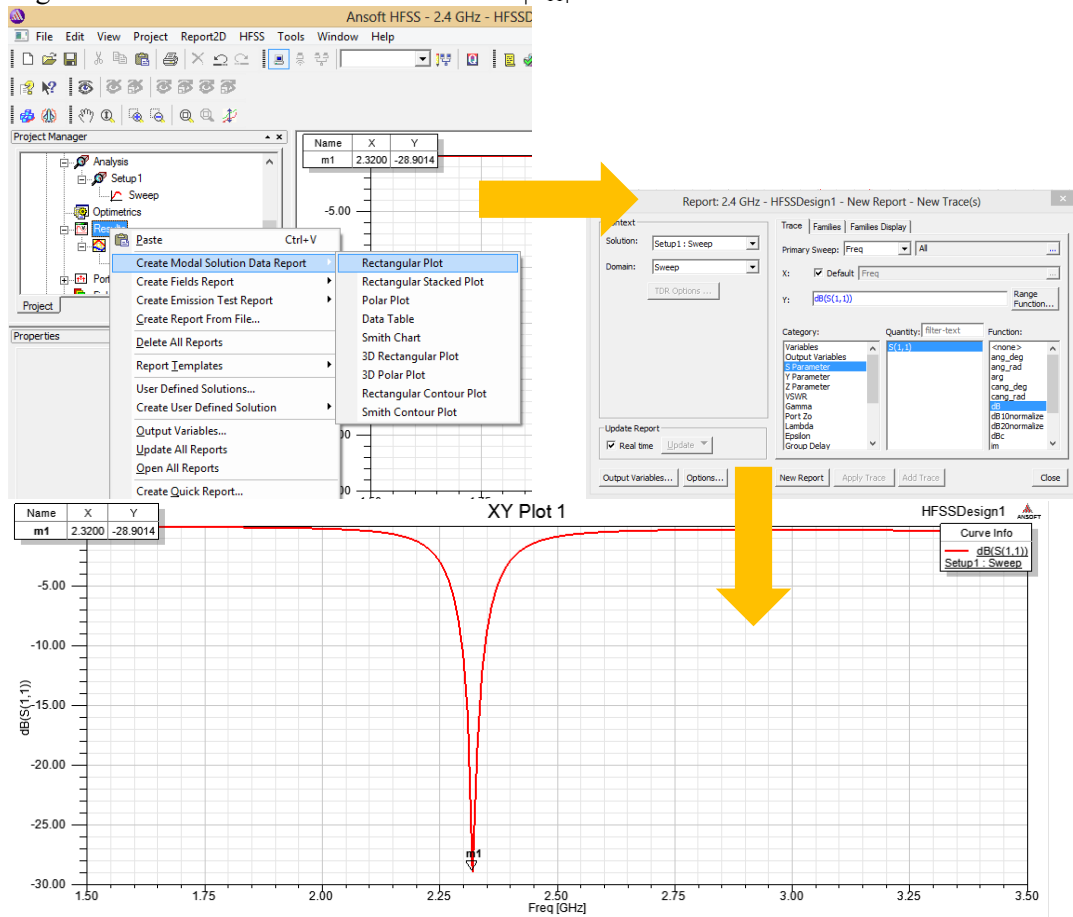 Ansoft HFSS - 2.4 GHz - HFSSD
File Edit View Project Report2D HFSS Tools Window Help
Project Manager
Analysis
Setup1
Sweep
Optimetrics
Results
Port
Project
Properties
Paste Ctrl+V
Create Modal Solution Data Report
Create Fields Report
Create Emission Test Report
Create Report From File...
Delete All Reports
Report Templates
User Defined Solutions...
Create User Defined Solution
Output Variables...
Update All Reports
Open All Reports
Create Quick Report...
Rectangular Plot
Rectangular Stacked Plot
Polar Plot
Data Table
Smith Chart
3D Rectangular Plot
3D Polar Plot
Rectangular Contour Plot
Smith Contour Plot
Name X Y
m1 2.3200 -28.9014
-5.00
Report: 2.4 GHz - HFSSDesign1 - New Report - New Trace(s)
Solution: Setup1 : Sweep
Domain: Sweep
TDR Options ...
Update Report
Real time Update
Output Variables... Options...
Trace Families Families Display
Primary Sweep: Freq All ...
X: Default Freq ...
Y: dB(S(1,1)) Range Function...
Category: Quantity: filter-text Function:
Variables
Output Variables
S Parameter
Y Parameter
Z Parameter
VSWR
Gamma
Port Zo
Lambda
Epsilon
Group Delay
S(1,1)
<none>
ang_deg
ang_rad
arg
cang_deg
cang_rad
dB
dB10normalize
dB20normalize
dBc
im
New Report Apply Trace Add Trace Close
Name X Y
m1 2.3200 -28.9014
XY Plot 1
HFSSDesign1
ANSOFT
Curve Info
dB(S(1,1))
Setup1 : Sweep
dB(S(1,1))
-5.00
-10.00
-15.00
-20.00
-25.00
-30.00
m1
1.50 1.75 2.00 2.25 2.50 2.75 3.00 3.25 3.50
Freq [GHz]